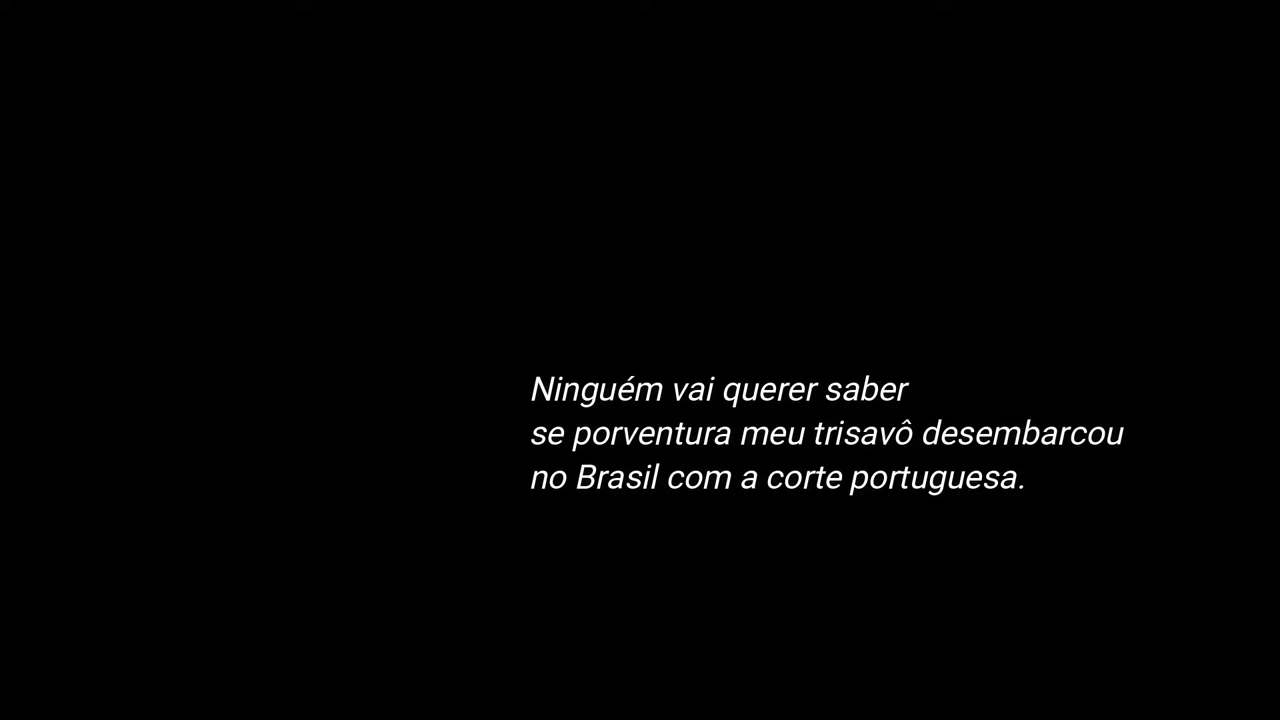 Ninguém vai querer saber
se porventura meu trisavô desembarcou
no Brasil com a corte portuguesa.